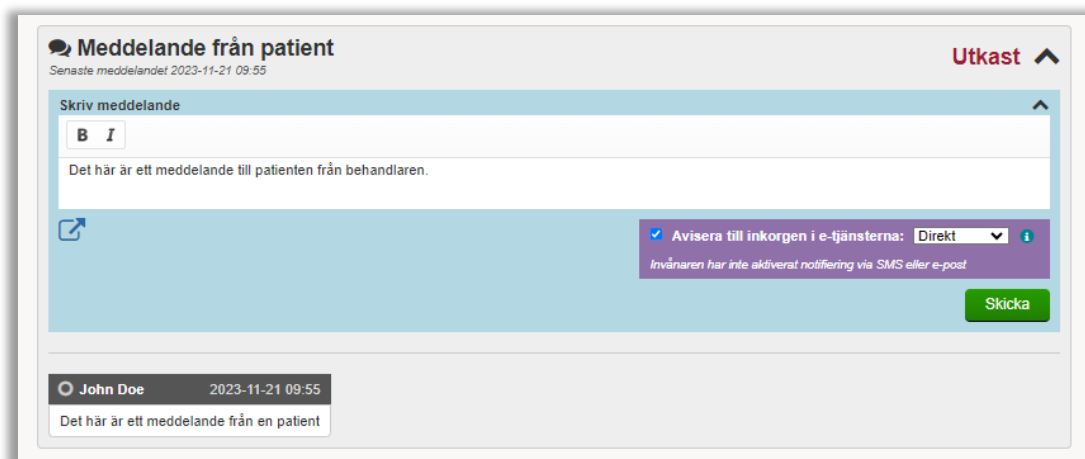 Meddelande från patient
Senaste meddelandet 2023-11-21 09:55
Utkast
Skriv meddelande
B I
Det här är ett meddelande till patienten från behandlaren.
Avisera till inkorgen i e-tjänsterna: Direkt
Invånaren har inte aktiverat notifiering via SMS eller e-post
Skicka
John Doe 2023-11-21 09:55
Det här är ett meddelande från en patient